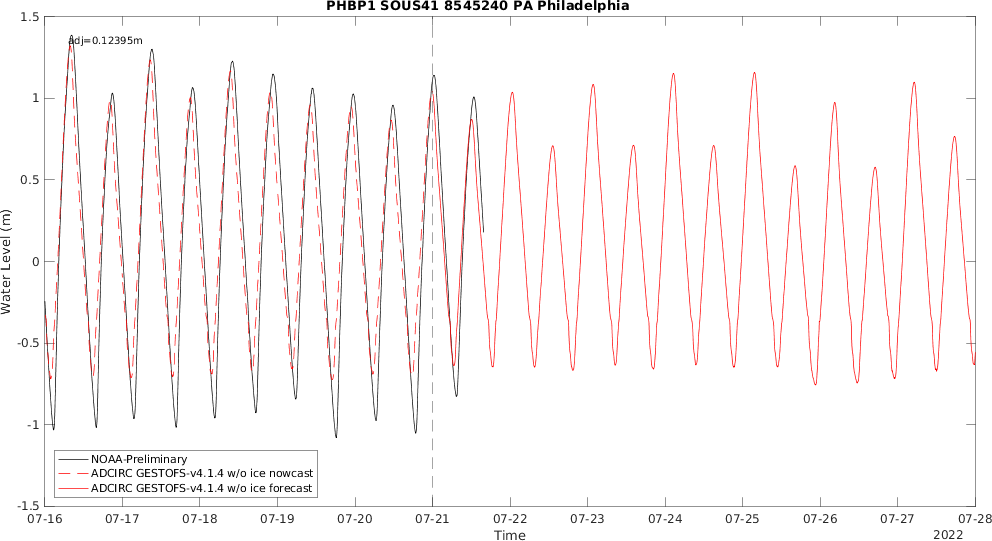 PHBP1 SOUS41 8545240 PA Philadelphia
adj=0.12395m
1.5
1
0.5
0
-0.5
-1
-1.5
Water Level (m)
NOAA-Preliminary
ADCIRC GESTOFS-v4.1.4 w/o ice nowcast
ADCIRC GESTOFS-v4.1.4 w/o ice forecast
07-16 07-17 07-18 07-19 07-20 07-21 07-22 07-23 07-24 07-25 07-26 07-27 07-28
Time
2022